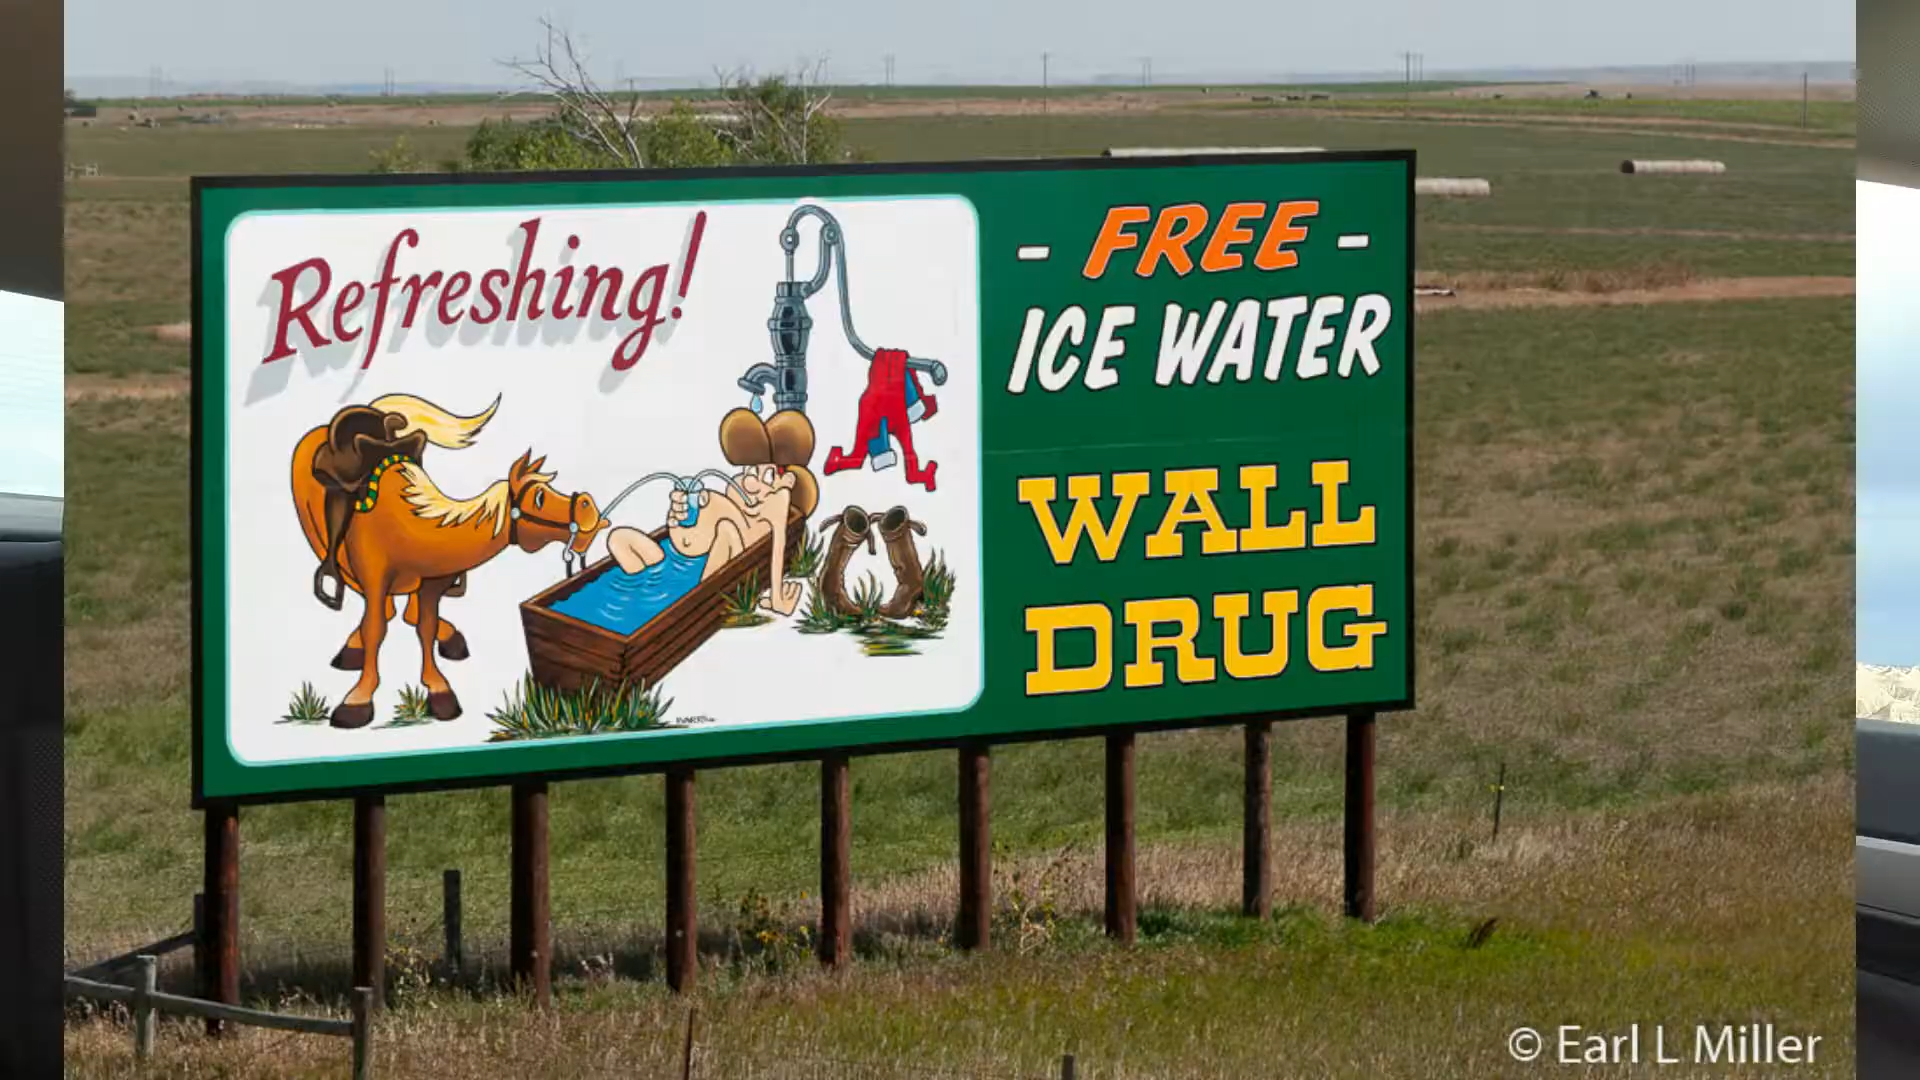 Refreshing!
- FREE -
ICE WATER
WALL
DRUG
© Earl L Miller